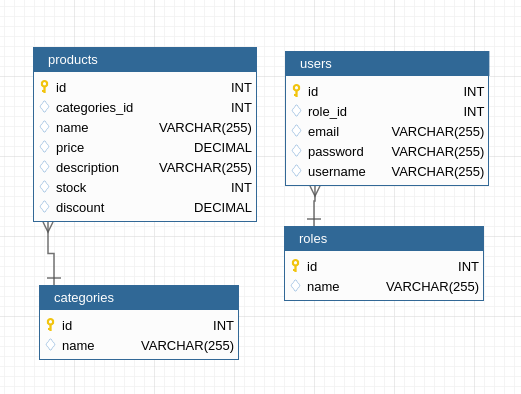 products
id INT
categories_id INT
name VARCHAR(255)
price DECIMAL
description VARCHAR(255)
stock INT
discount DECIMAL
users
id INT
role_id INT
email VARCHAR(255)
password VARCHAR(255)
username VARCHAR(255)
categories
id INT
name VARCHAR(255)
roles
id INT
name VARCHAR(255)